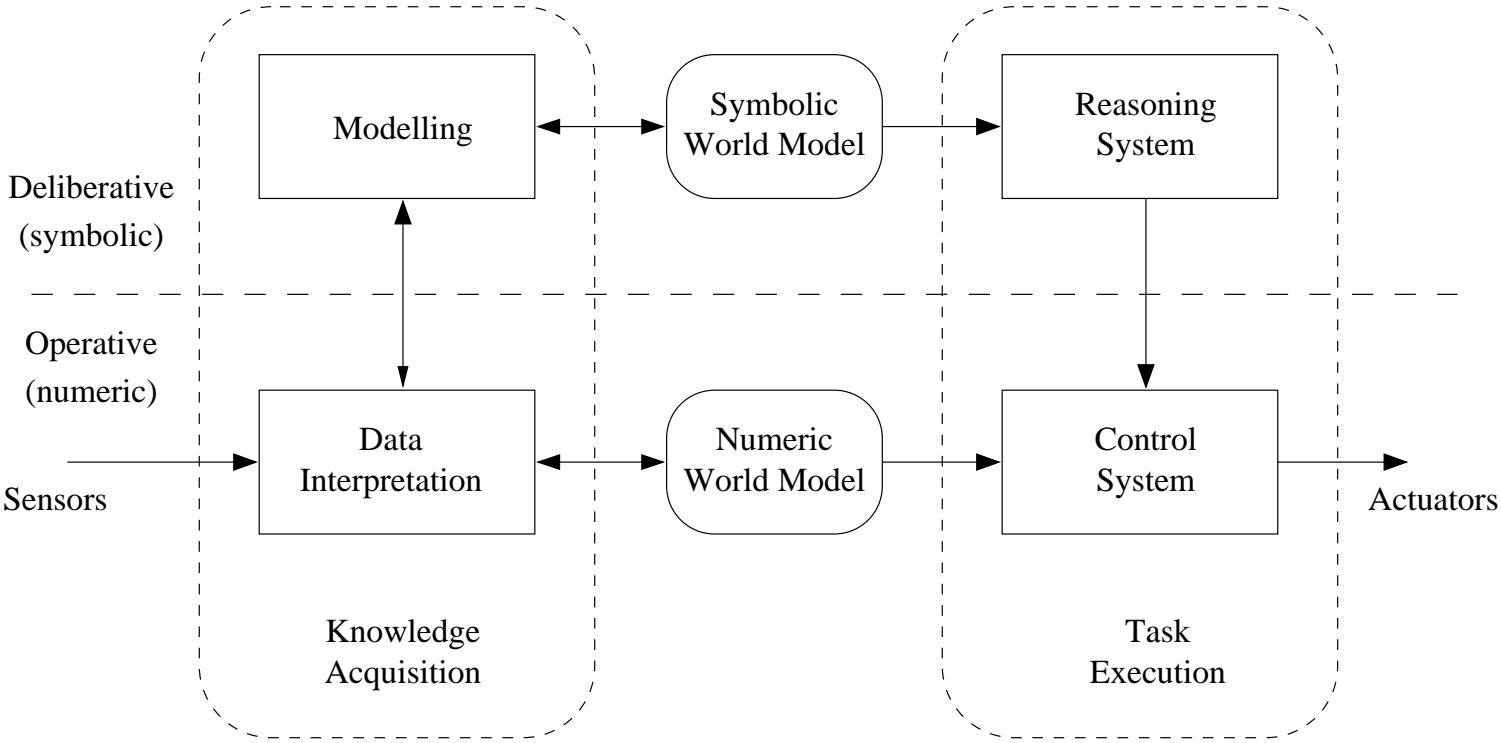 Modelling
Symbolic
World Model
Reasoning
System
Deliberative
(symbolic)
Operative
(numeric)
Sensors
Data
Interpretation
Numeric
World Model
Control
System
Actuators
Knowledge
Acquisition
Task
Execution